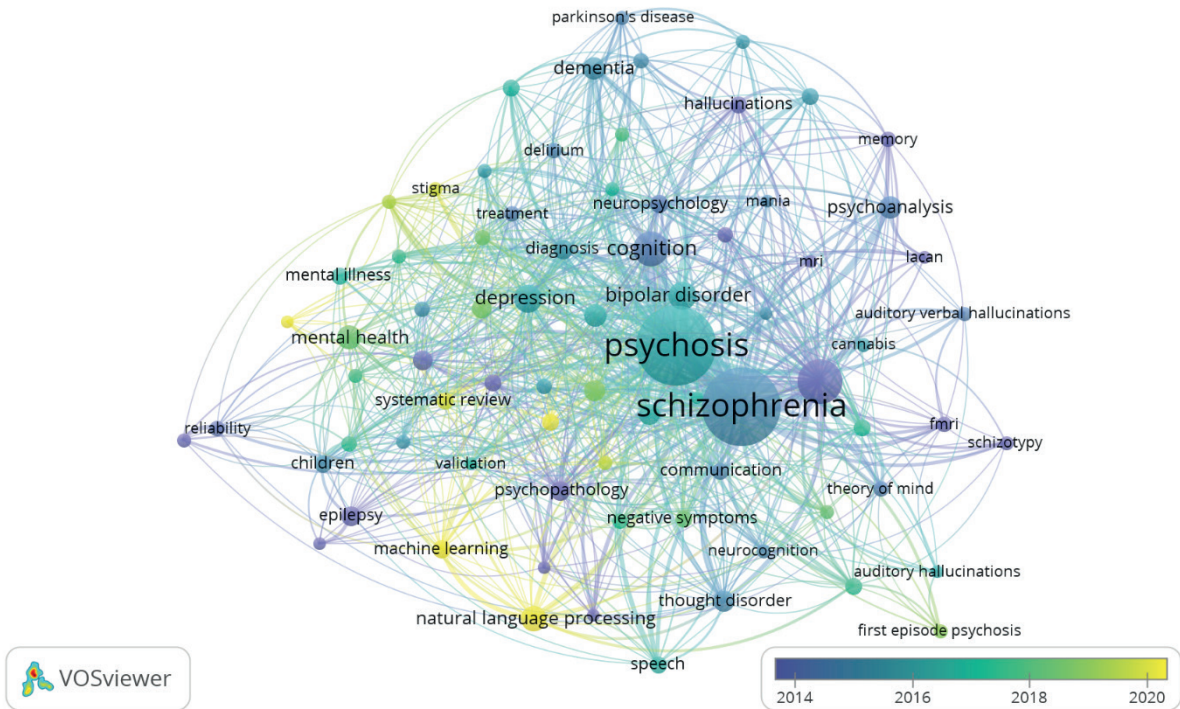 parkinson's disease
dementia
hallucinations
memory
delirium
stigma
treatment
neuropsychology
mania
psychoanalysis
diagnosis
cognition
mri
lacan
mental illness
depression
bipolar disorder
auditory verbal hallucinations
mental health
psychosis
cannabis
systematic review
schizophrenia
reliability
fmri
schizotypy
children
validation
communication
psychopathology
theory of mind
epilepsy
negative symptoms
machine learning
neurocognition
auditory hallucinations
thought disorder
natural language processing
first episode psychosis
speech
VOSviewer
2014 2016 2018 2020